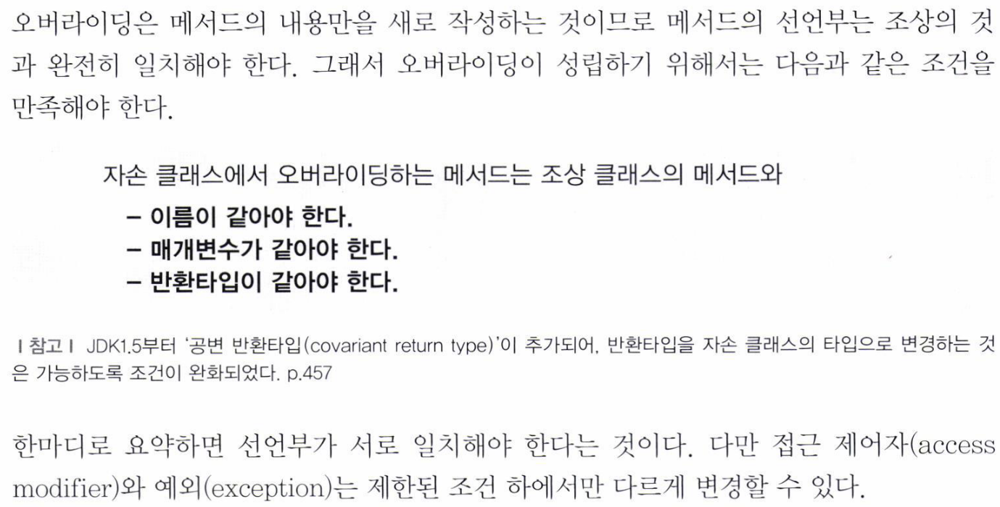 오버라이딩은 메서드의 내용만을 새로 작성하는 것이므로 메서드의 선언부는 조상의 것
과 완전히 일치해야 한다. 그래서 오버라이딩이 성립하기 위해서는 다음과 같은 조건을
만족해야 한다.
자손 클래스에서 오버라이딩하는 메서드는 조상 클래스의 메서드와
– 이름이 같아야 한다.
– 매개변수가 같아야 한다.
– 반환타입이 같아야 한다.
| 참고 | JDK1.5부터 ‘공변 반환타입(covariant return type)’이 추가되어, 반환타입을 자손 클래스의 타입으로 변경하는 것
은 가능하도록 조건이 완화되었다. p.457
한마디로 요약하면 선언부가 서로 일치해야 한다는 것이다. 다만 접근 제어자(access
modifier)와 예외(exception)는 제한된 조건 하에서만 다르게 변경할 수 있다.